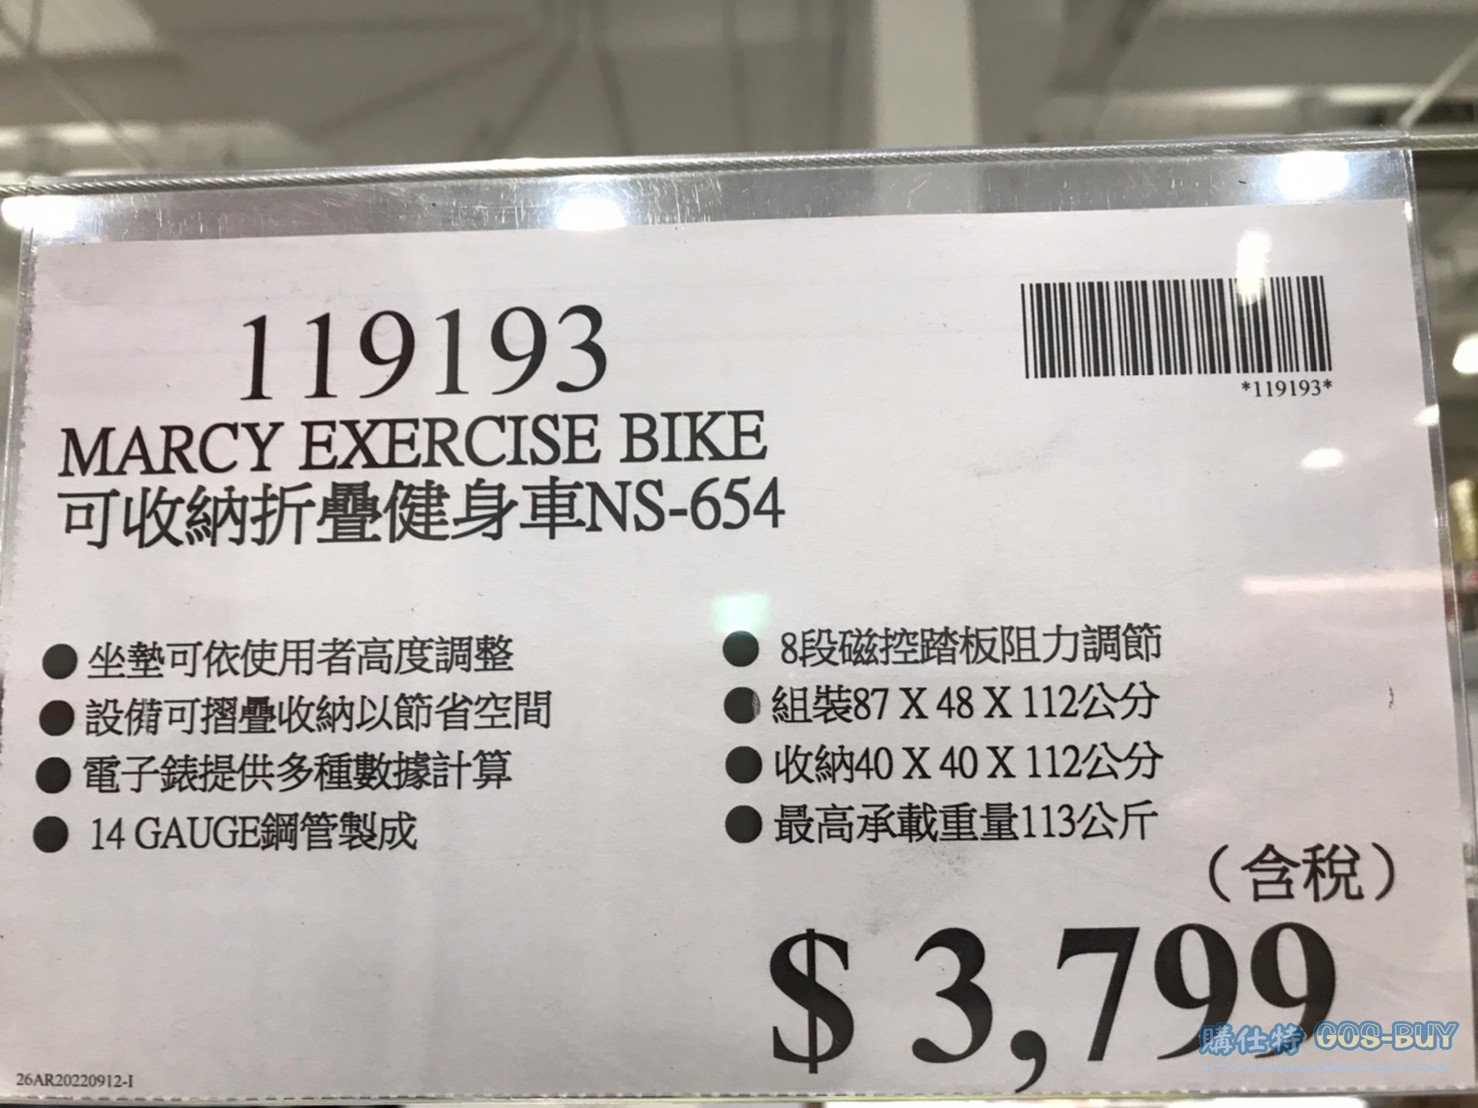 119193
*119193*
MARCY EXERCISE BIKE
可收納折疊健身車NS-654
● 坐墊可依使用者高度調整
● 設備可摺疊收納以節省空間
● 電子錶提供多種數據計算
● 14 GAUGE鋼管製成
● 8段磁控踏板阻力調節
● 組裝87 X 48 X 112公分
● 收納40 X 40 X 112公分
● 最高承載重量113公斤
（含稅）
$ 3,799
購仕特 GOS-BUY
26AR20220912-I